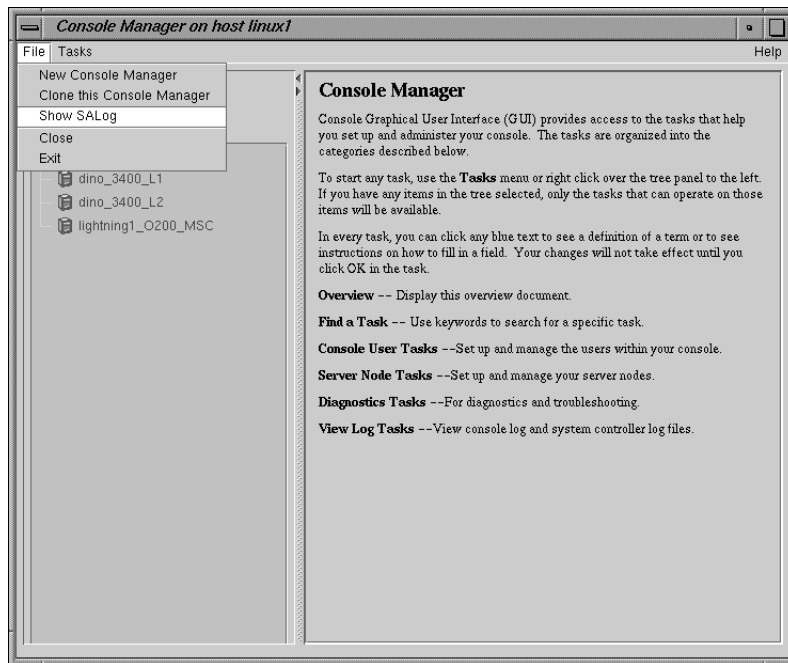 Console Manager on host linux1
File Tasks Help
New Console Manager
Clone this Console Manager
Show SALog
Close
Exit
dino_3400_L1
dino_3400_L2
lightning1_O200_MSC
Console Manager
Console Graphical User Interface (GUI) provides access to the tasks that help
you set up and administer your console. The tasks are organized into the
categories described below.
To start any task, use the Tasks menu or right click over the tree panel to the left.
If you have any items in the tree selected, only the tasks that can operate on those
items will be available.
In every task, you can click any blue text to see a definition of a term or to see
instructions on how to fill in a field. Your changes will not take effect until you
click OK in the task.
Overview -- Display this overview document.
Find a Task -- Use keywords to search for a specific task.
Console User Tasks --Set up and manage the users within your console.
Server Node Tasks --Set up and manage your server nodes.
Diagnostics Tasks --For diagnostics and troubleshooting.
View Log Tasks --View console log and system controller log files.